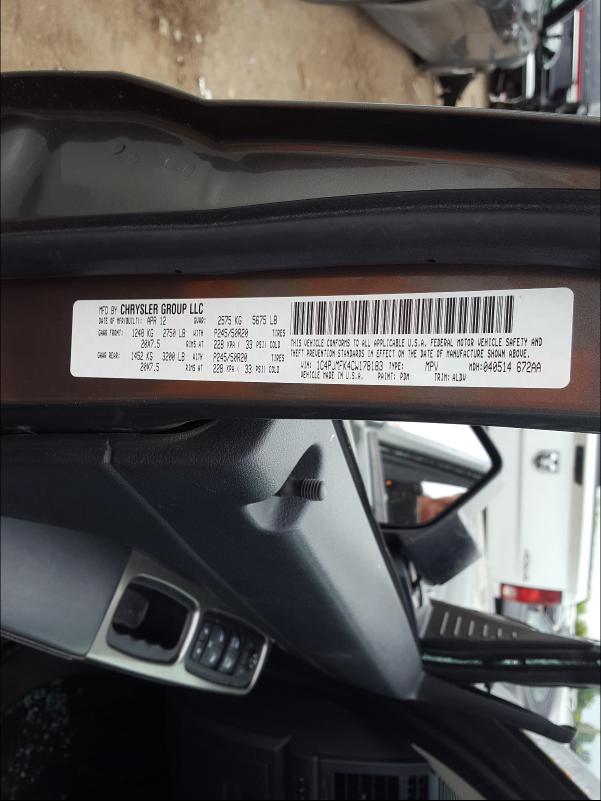 MFD BY CHRYSLER GROUP LLC
DATE OF MFR(BUILT): APR 12 GVWR: 2575 KG 5675 LB
GAWR FRONT: 1248 KG 2750 LB WITH P245/50R20 TIRES
20X7.5 RIMS AT 228 KPA ( 33 PSI) COLD
GAWR REAR: 1452 KG 3200 LB WITH P245/50R20 TIRES
20X7.5 RIMS AT 228 KPA ( 33 PSI) COLD
THIS VEHICLE CONFORMS TO ALL APPLICABLE U.S.A. FEDERAL MOTOR VEHICLE SAFETY AND
THEFT PREVENTION STANDARDS IN EFFECT ON THE DATE OF MANUFACTURE SHOWN ABOVE.
VIN: 1C4PJMFK4CW176183 TYPE: MPV MDH:040514 672AA
VEHICLE MADE IN U.S.A. PAINT: PDM TRIM: ALDV